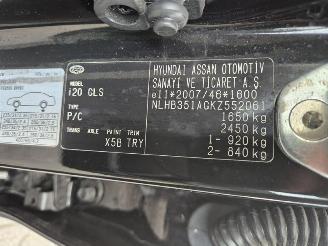 HYUNDAI ASSAN OTOMOTIV
SANAYI VE TICARET A.Ş.
e11*2007/46*1600
NLHB351AGKZ552061
1650 kg
2450 kg
1- 920 kg
2- 840 kg
MODEL
i20 GLS
TYPE
P/C
AXLE PAINT TRIM
X5B TRY